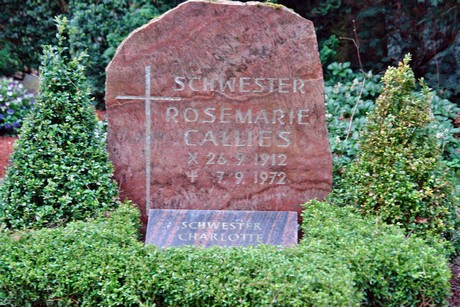 SCHWESTER
ROSEMARIE
CALLIES
× 26.9.1912
† 7.9.1972
SCHWESTER
CHARLOTTE